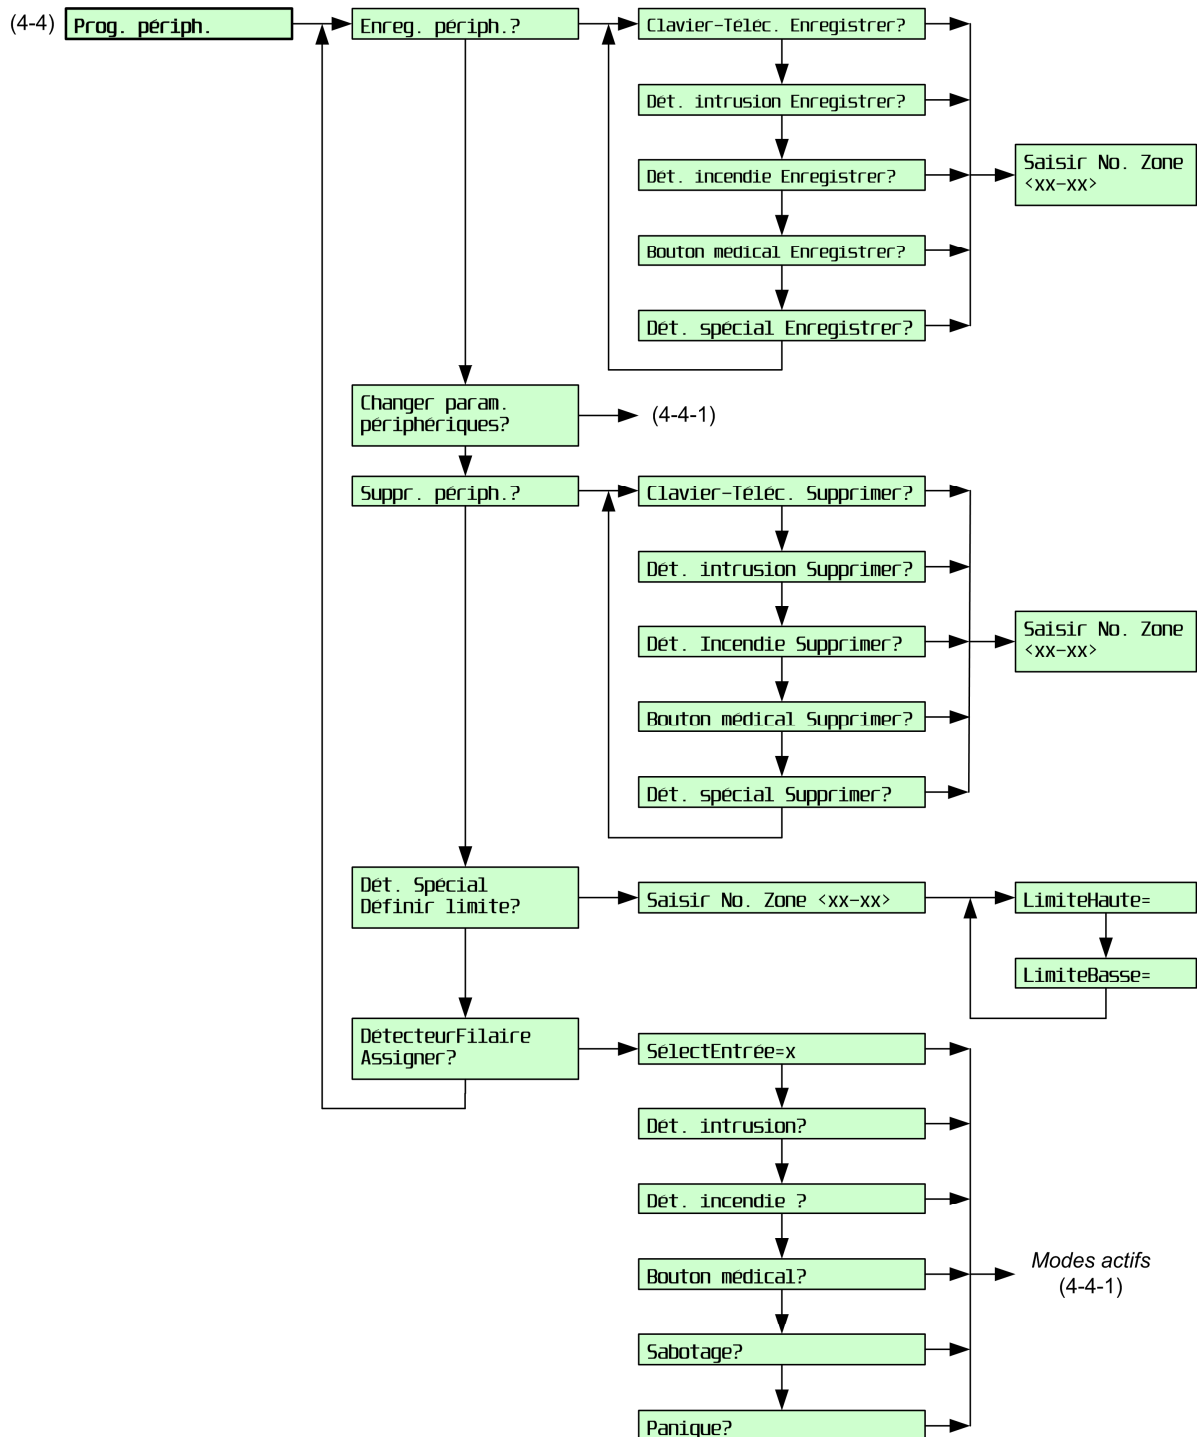 (4-4)
Prog. périph.
Enreg. périph.?
Clavier-Téléc. Enregistrer?
Dét. intrusion Enregistrer?
Dét. incendie Enregistrer?
Bouton medical Enregistrer?
Dét. spécial Enregistrer?
Saisir No. Zone
<xx-xx>
Changer param.
périphériques?
(4-4-1)
Suppr. périph.?
Clavier-Téléc. Supprimer?
Dét. intrusion Supprimer?
Dét. Incendie Supprimer?
Bouton médical Supprimer?
Dét. spécial Supprimer?
Saisir No. Zone
<xx-xx>
Dét. Spécial
Définir limite?
Saisir No. Zone <xx-xx>
LimiteHaute=
LimiteBasse=
DétecteurFilaire
Assigner?
SélectEntrée=x
Dét. intrusion?
Dét. incendie ?
Bouton médical?
Sabotage?
Panique?
Modes actifs
(4-4-1)